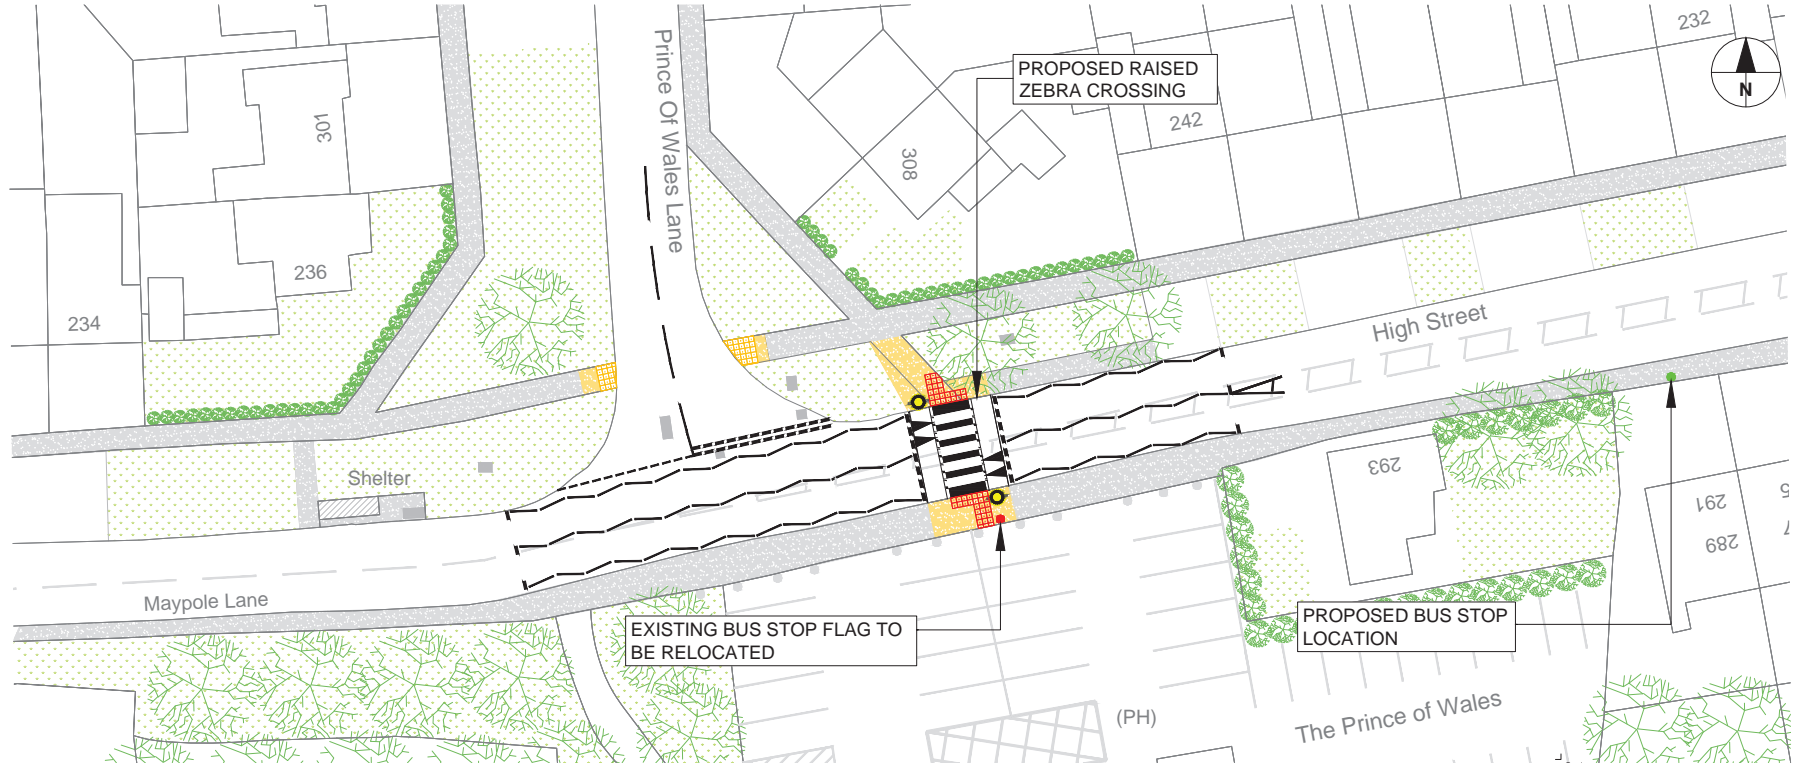 232
PROPOSED RAISED
ZEBRA CROSSING
N
Prince Of Wales Lane
301
242
308
236
234
High Street
Shelter
293
291
289
Maypole Lane
EXISTING BUS STOP FLAG TO
BE RELOCATED
PROPOSED BUS STOP
LOCATION
(PH)
The Prince of Wales